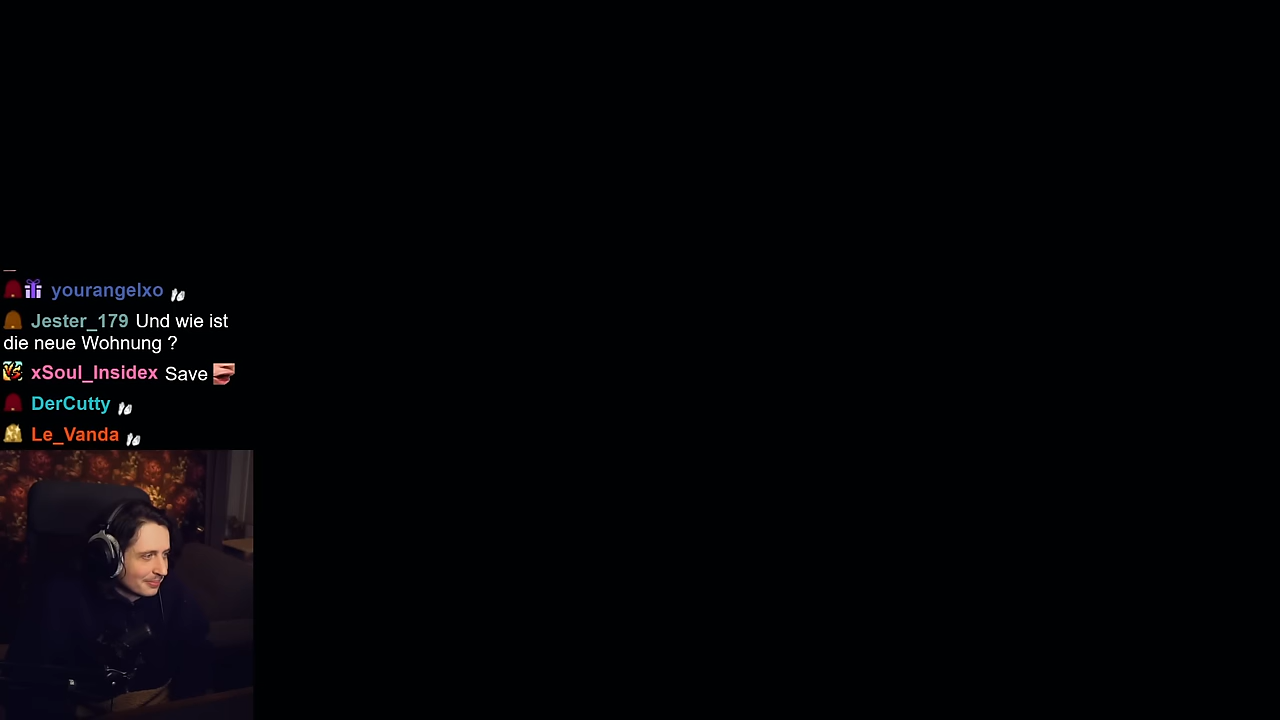 yourangelxo
Jester_179 Und wie ist
die neue Wohnung ?
xSoul_Insidex Save
DerCutty
Le_Vanda